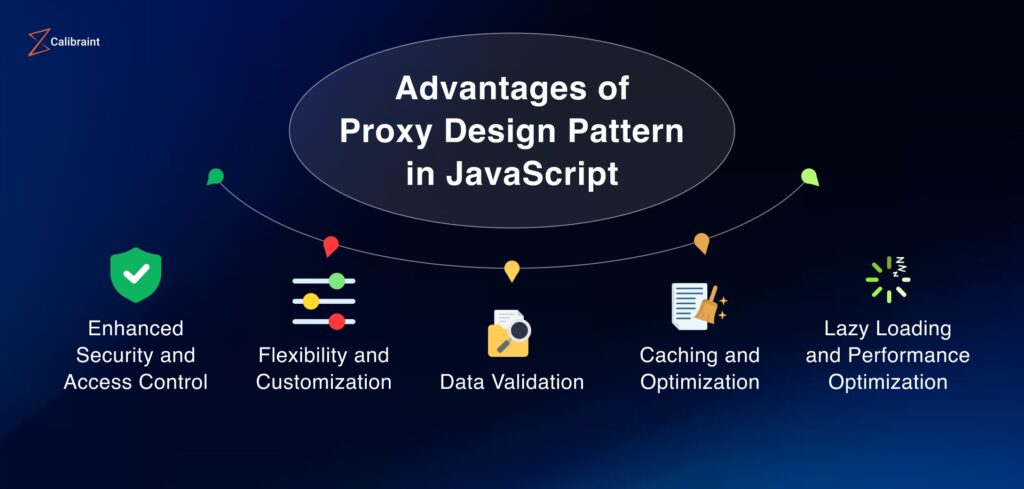 Calibraint
Advantages of
Proxy Design Pattern
in JavaScript
Enhanced
Security and
Access Control
Flexibility and
Customization
Data Validation
Caching and
Optimization
zzz
Lazy Loading
and Performance
Optimization